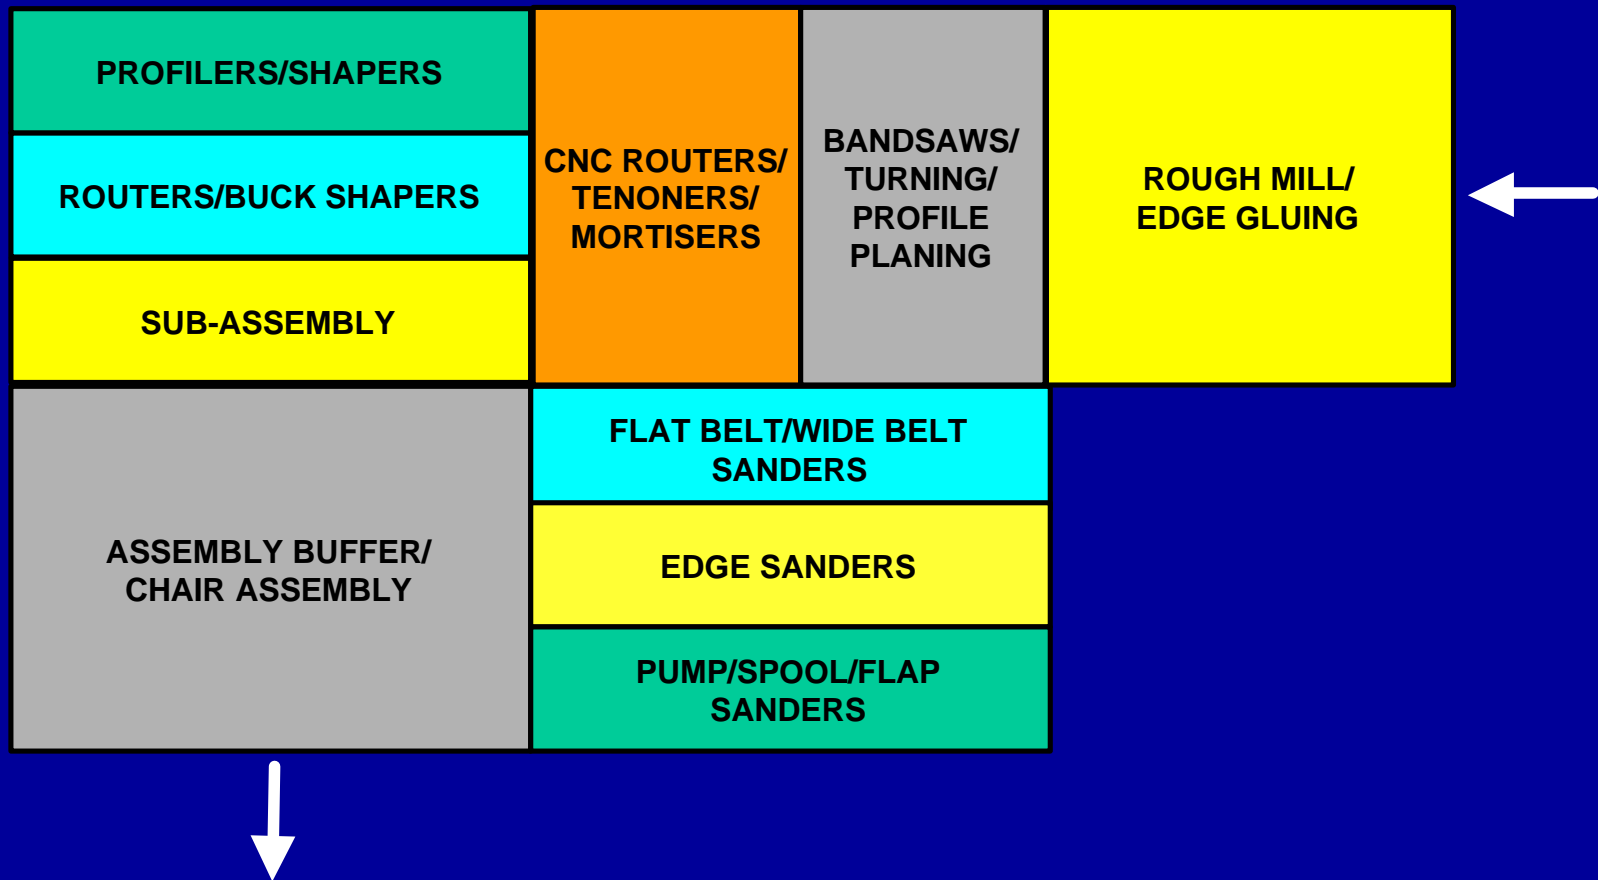 PROFILERS/SHAPERS
ROUTERS/BUCK SHAPERS
SUB-ASSEMBLY
CNC ROUTERS/
TENONERS/
MORTISERS
BANDSAWS/
TURNING/
PROFILE
PLANING
ROUGH MILL/
EDGE GLUING
ASSEMBLY BUFFER/
CHAIR ASSEMBLY
FLAT BELT/WIDE BELT
SANDERS
EDGE SANDERS
PUMP/SPOOL/FLAP
SANDERS